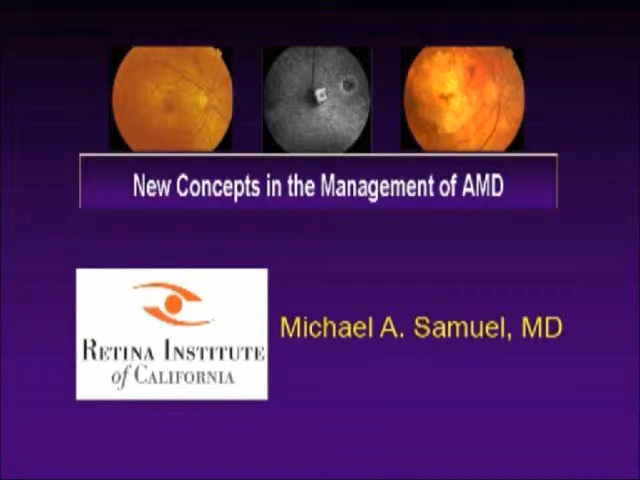 New Concepts in the Management of AMD
Michael A. Samuel, MD
RETINA INSTITUTE
of CALIFORNIA